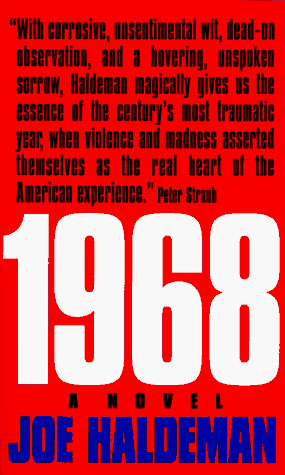 "With corrosive, unsentimental wit, dead-on
observation, and a hovering, unspoken
sorrow, Haldeman magically gives us the
essence of the century's most traumatic
year, when violence and madness asserted
themselves as the real heart of the
American experience." Peter Straub
1968
A NOVEL
JOE HALDEMAN